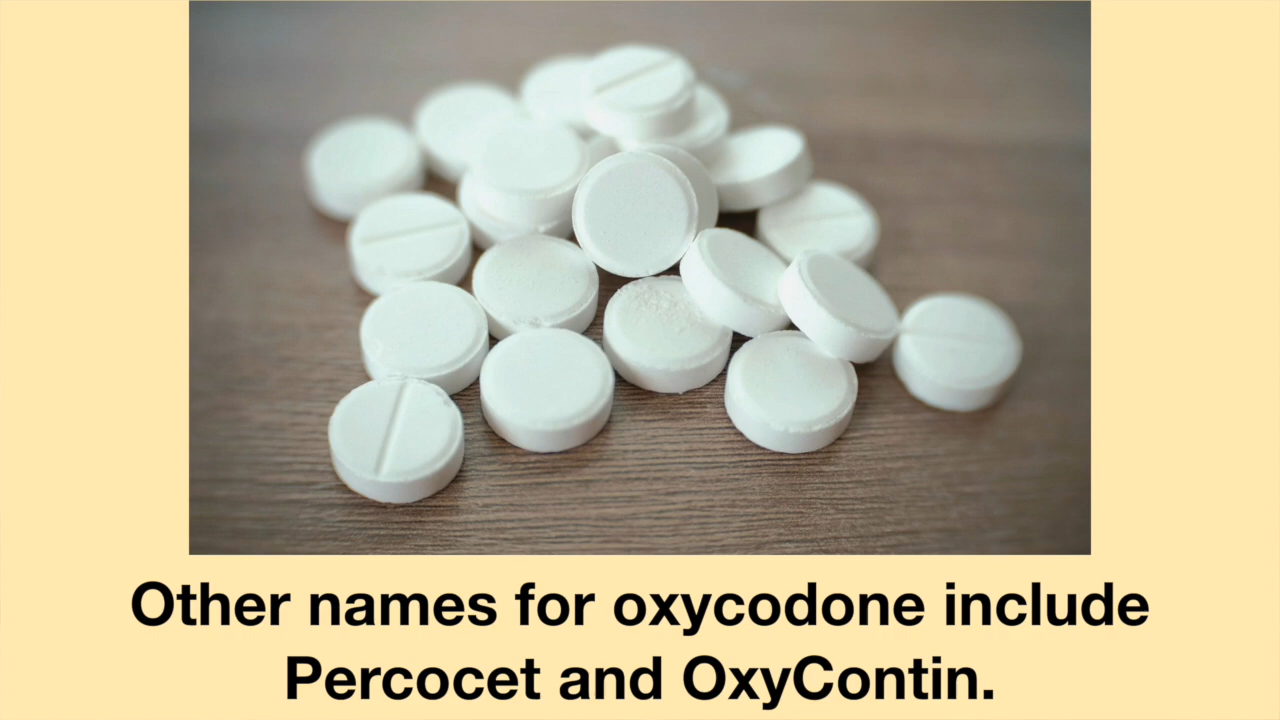 Other names for oxycodone include
Percocet and OxyContin.